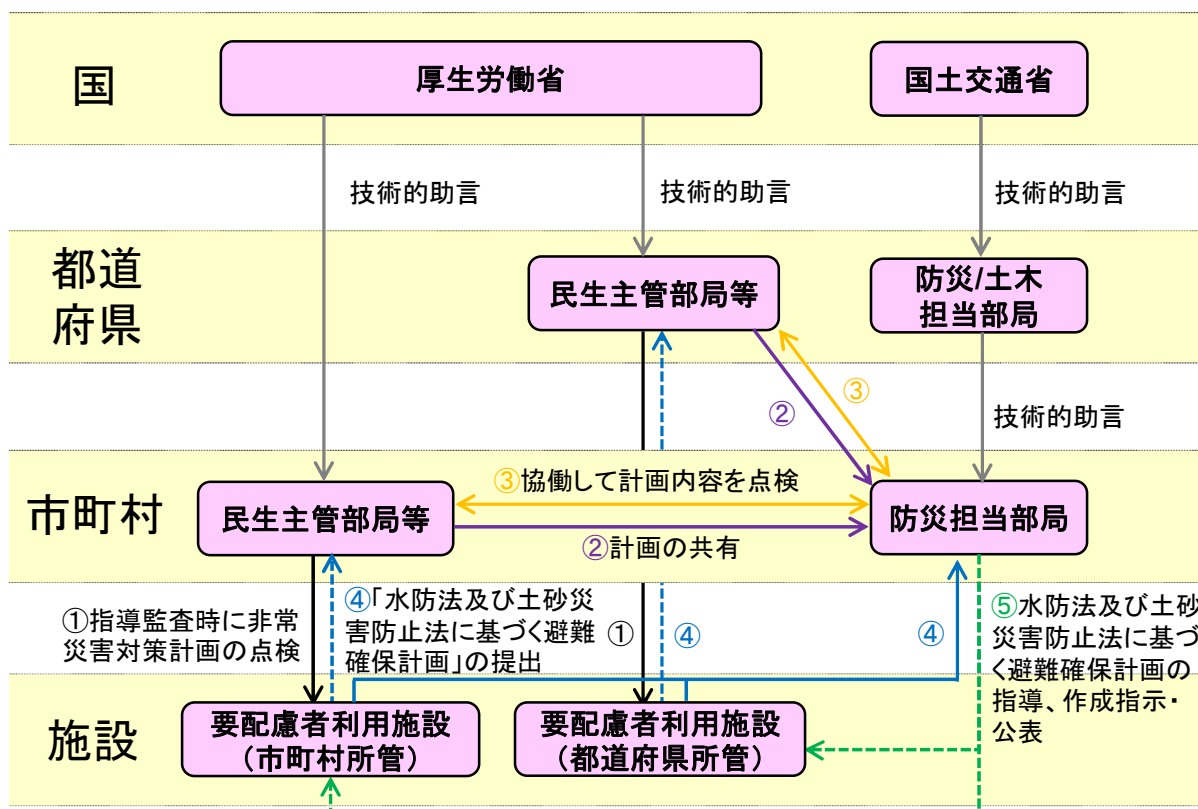 国
厚生労働省
国土交通省
技術的助言
技術的助言
技術的助言
都道
府県
民生主管部局等
防災/土木
担当部局
③
②
技術的助言
市町村
民生主管部局等
③協働して計画内容を点検
②計画の共有
防災担当部局
①指導監査時に非常
災害対策計画の点検
④「水防法及び土砂災
害防止法に基づく避難
確保計画」の提出
①
④
④
⑤水防法及び土砂
災害防止法に基づ
く避難確保計画の
指導、作成指示・
公表
施設
要配慮者利用施設
（市町村所管）
要配慮者利用施設
（都道府県所管）